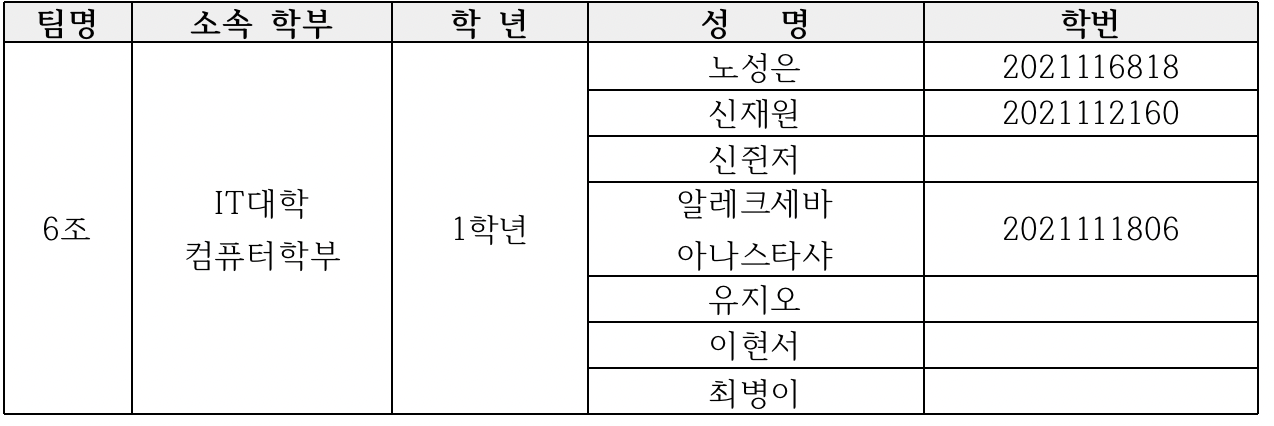 팀명 소속 학부 학 년 성 명 학번
노성은 2021116818
신재원 2021112160
신쥔저
6조 IT대학 컴퓨터학부 1학년 알레크세바 아나스타샤 2021111806
유지오
이현서
최병이